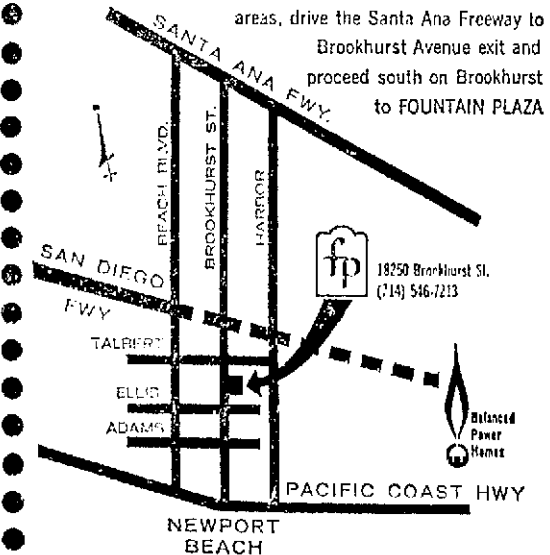 areas, drive the Santa Ana Freeway to
Brookhurst Avenue exit and
proceed south on Brookhurst
to FOUNTAIN PLAZA
SANTA ANA FWY.
BEACH BLVD.
BROOKHURST ST.
HARBOR
fp
18250 Brookhurst St.
(714) 546-7213
SAN DIEGO
FWY
TALBERT
ELLIS
ADAMS
Balanced
Power
Homes
PACIFIC COAST HWY
NEWPORT
BEACH